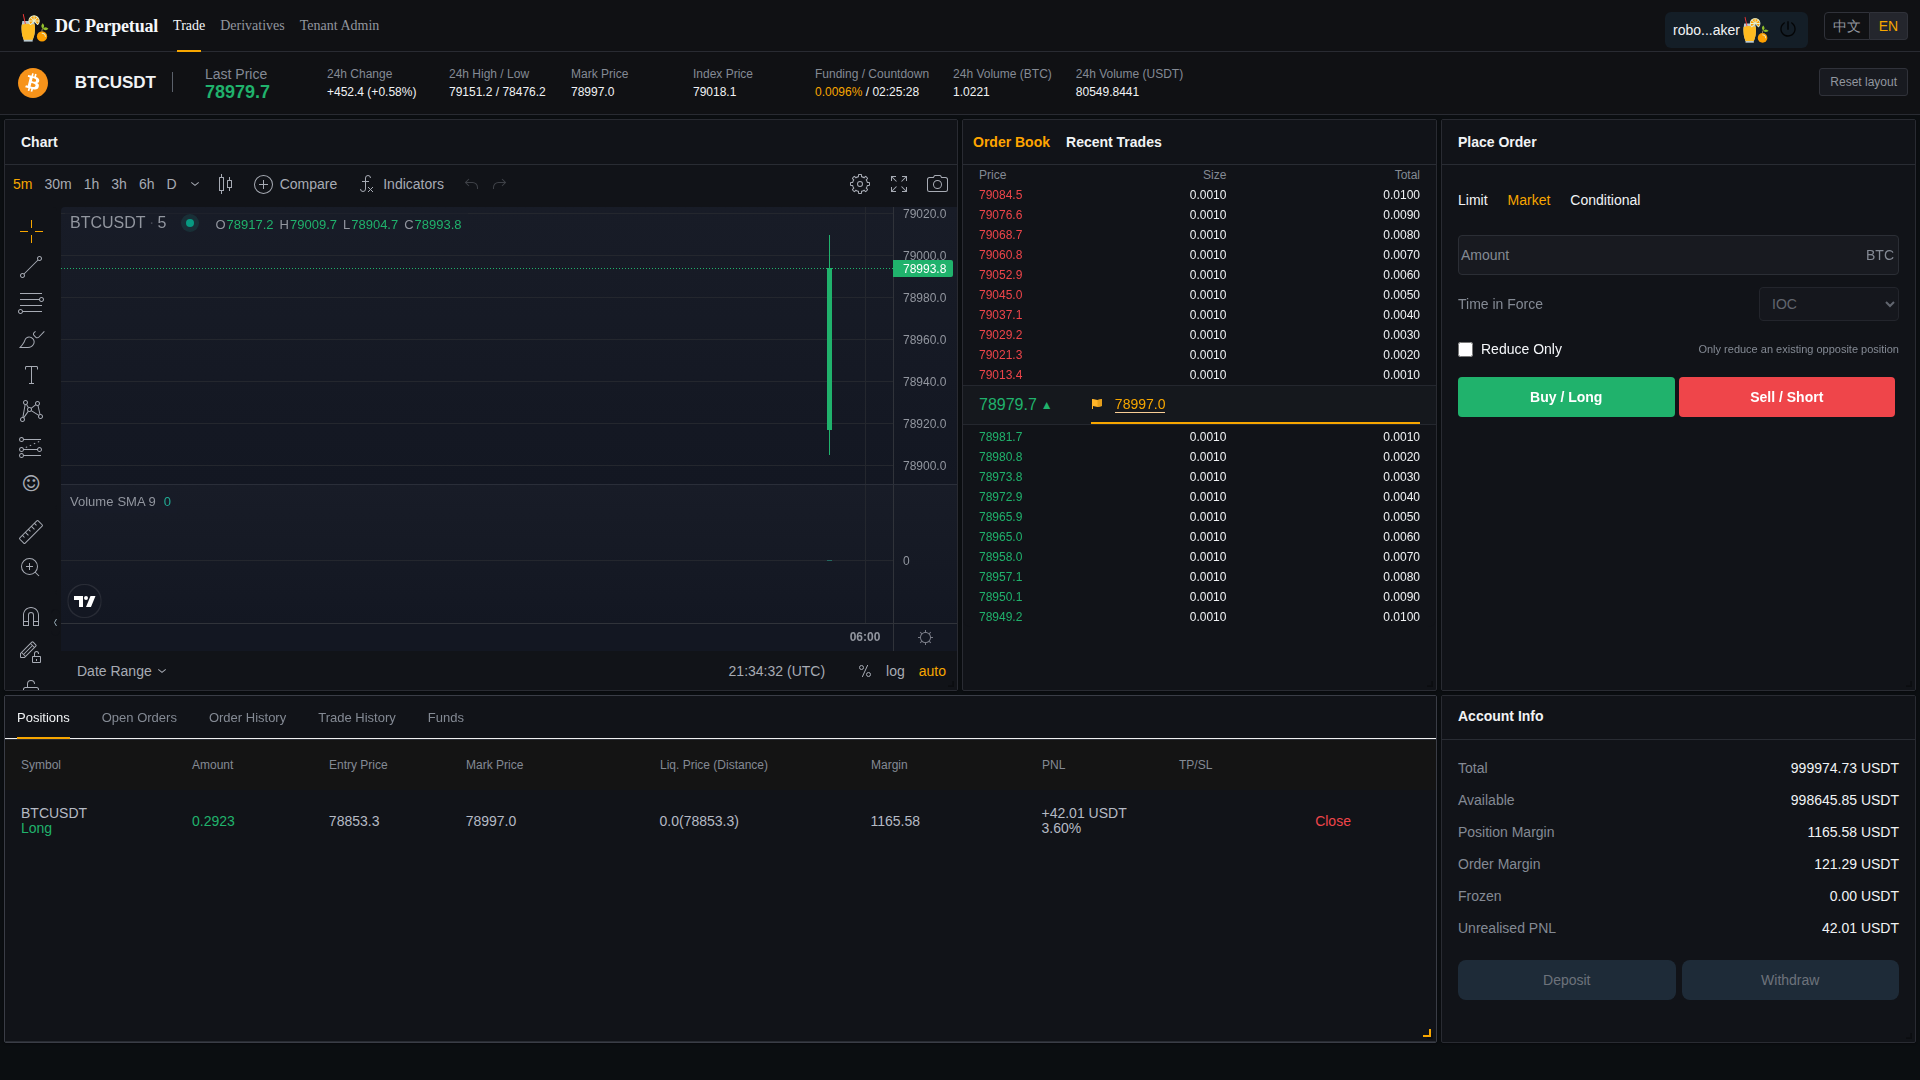 DC Perpetual Trade Derivatives Tenant Admin robo...aker 中文 EN
BTCUSDT Last Price 24h Change 24h High / Low Mark Price Index Price Funding / Countdown 24h Volume (BTC) 24h Volume (USDT) Reset layout
78979.7 +452.4 (+0.58%) 79151.2 / 78476.2 78997.0 79018.1 0.0096% / 02:25:28 1.0221 80549.8441
Chart
5m 30m 1h 3h 6h D Compare Indicators
BTCUSDT · 5 O78917.2 H79009.7 L78904.7 C78993.8
79020.0
79000.0
78993.8
78980.0
78960.0
78940.0
78920.0
78900.0
Volume SMA 9 0
0
06:00
Date Range 21:34:32 (UTC) % log auto
Order Book Recent Trades
Price Size Total
79084.5 0.0010 0.0100
79076.6 0.0010 0.0090
79068.7 0.0010 0.0080
79060.8 0.0010 0.0070
79052.9 0.0010 0.0060
79045.0 0.0010 0.0050
79037.1 0.0010 0.0040
79029.2 0.0010 0.0030
79021.3 0.0010 0.0020
79013.4 0.0010 0.0010
78979.7 ▲ 78997.0
78981.7 0.0010 0.0010
78980.8 0.0010 0.0020
78973.8 0.0010 0.0030
78972.9 0.0010 0.0040
78965.9 0.0010 0.0050
78965.0 0.0010 0.0060
78958.0 0.0010 0.0070
78957.1 0.0010 0.0080
78950.1 0.0010 0.0090
78949.2 0.0010 0.0100
Place Order
Limit Market Conditional
Amount BTC
Time in Force IOC
Reduce Only Only reduce an existing opposite position
Buy / Long Sell / Short
Positions Open Orders Order History Trade History Funds
Symbol Amount Entry Price Mark Price Liq. Price (Distance) Margin PNL TP/SL
BTCUSDT 0.2923 78853.3 78997.0 0.0(78853.3) 1165.58 +42.01 USDT Close
Long 3.60%
Account Info
Total 999974.73 USDT
Available 998645.85 USDT
Position Margin 1165.58 USDT
Order Margin 121.29 USDT
Frozen 0.00 USDT
Unrealised PNL 42.01 USDT
Deposit Withdraw